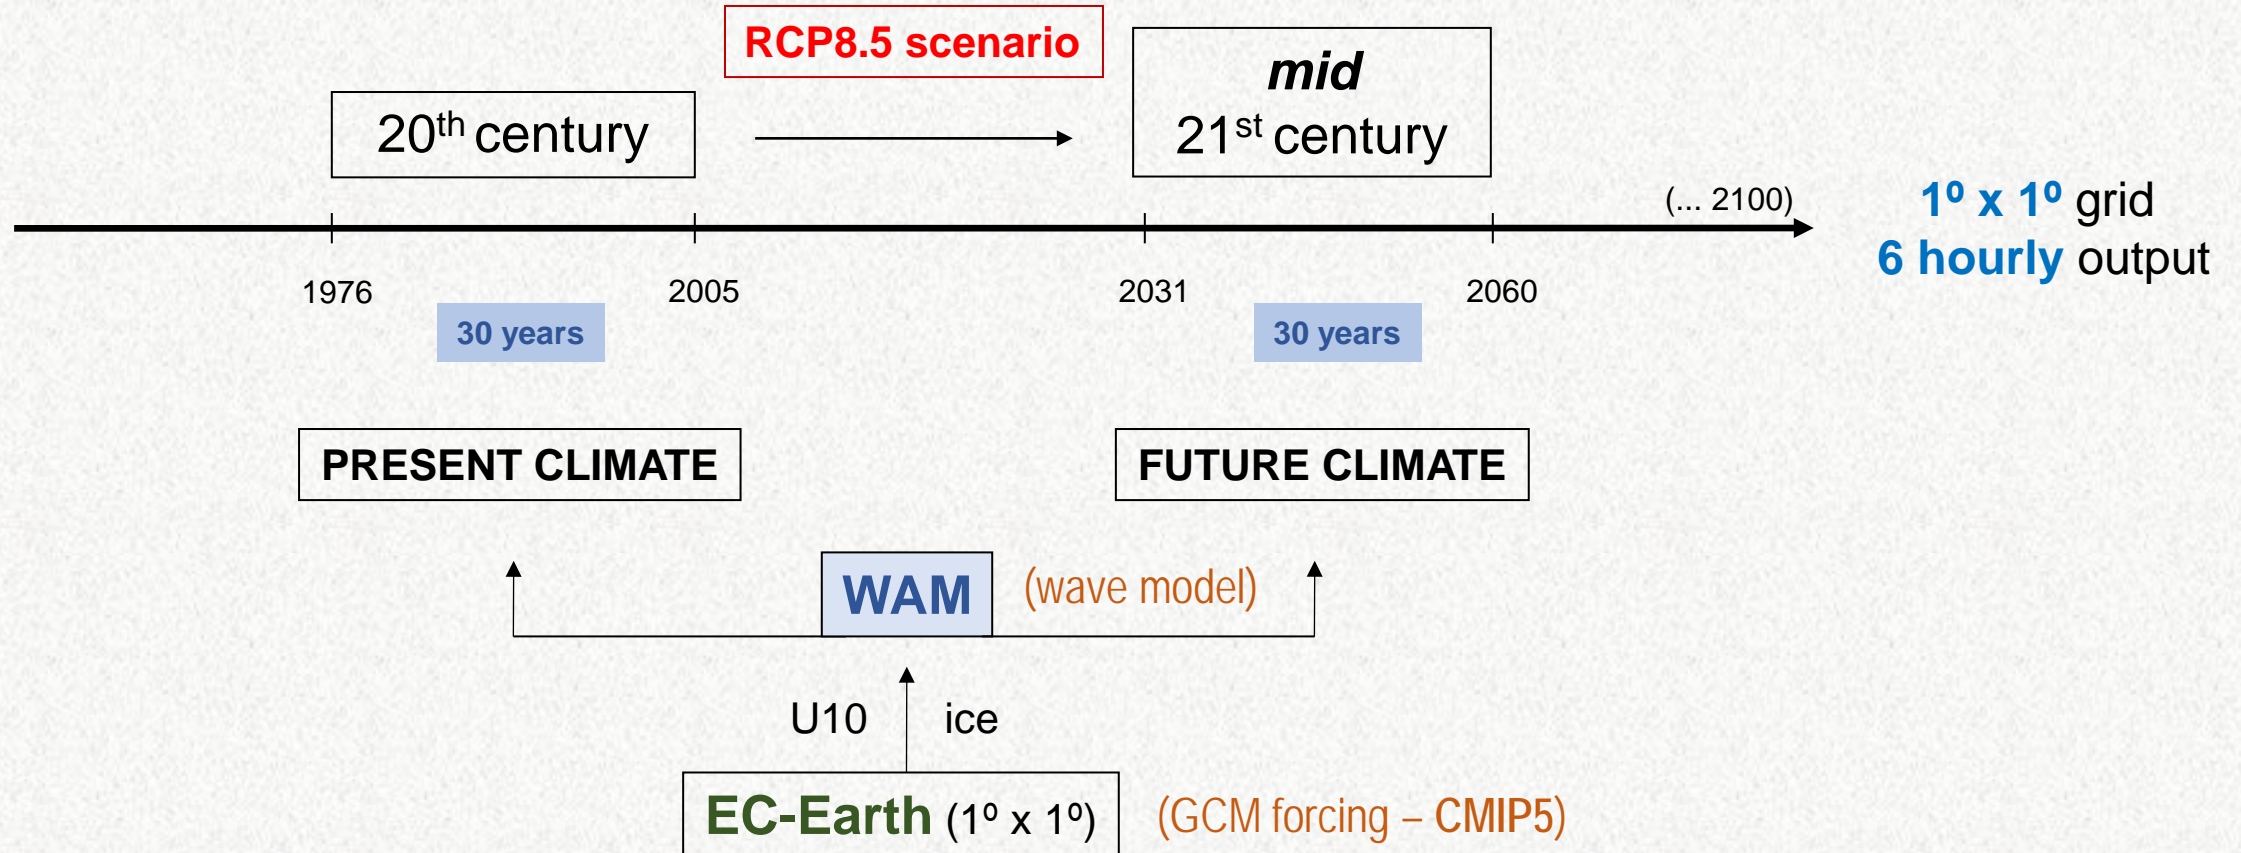 RCP8.5 scenario
20th century
mid
21st century
(... 2100)
1º x 1º grid
6 hourly output
1976
2005
2031
2060
30 years
30 years
PRESENT CLIMATE
FUTURE CLIMATE
WAM
(wave model)
U10
ice
EC-Earth (1º x 1º)
(GCM forcing – CMIP5)